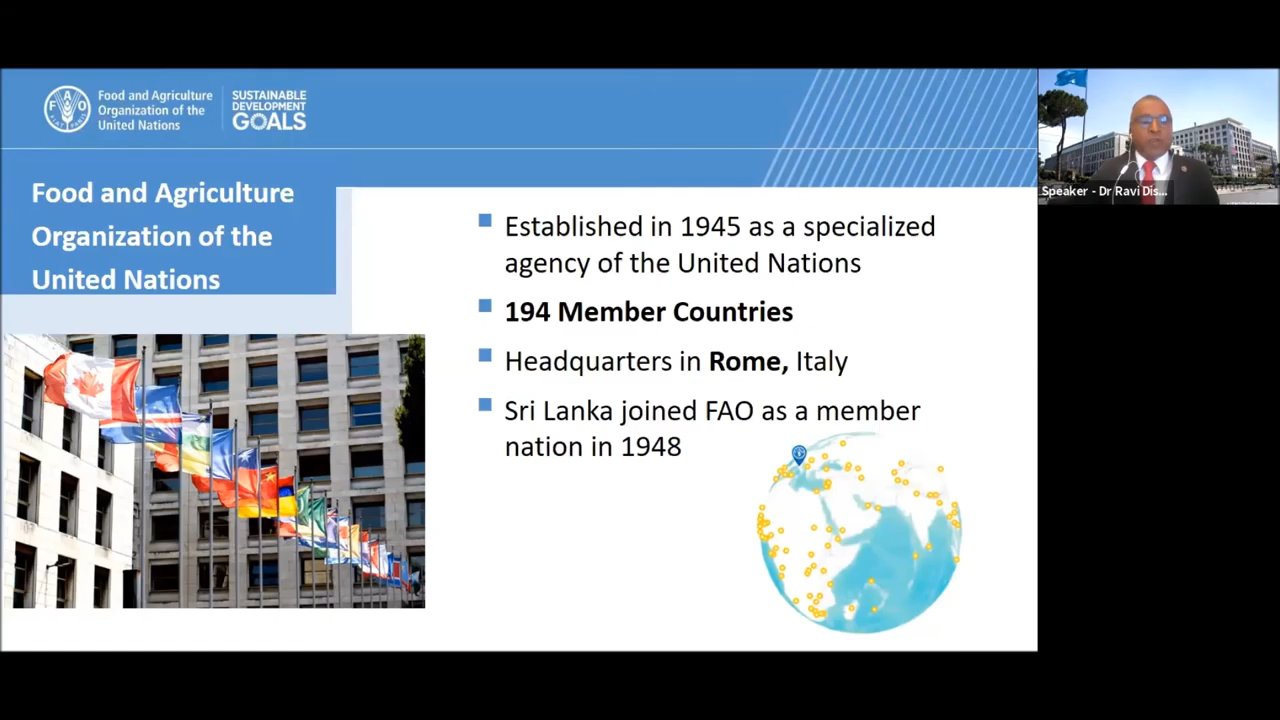 Food and Agriculture
Organization of the
United Nations
SUSTAINABLE
DEVELOPMENT
GOALS
F A O
FIAT PANIS
Food and Agriculture
Organization of the
United Nations
Established in 1945 as a specialized
agency of the United Nations
194 Member Countries
Headquarters in Rome, Italy
Sri Lanka joined FAO as a member
nation in 1948
Speaker - Dr Ravi Dis...